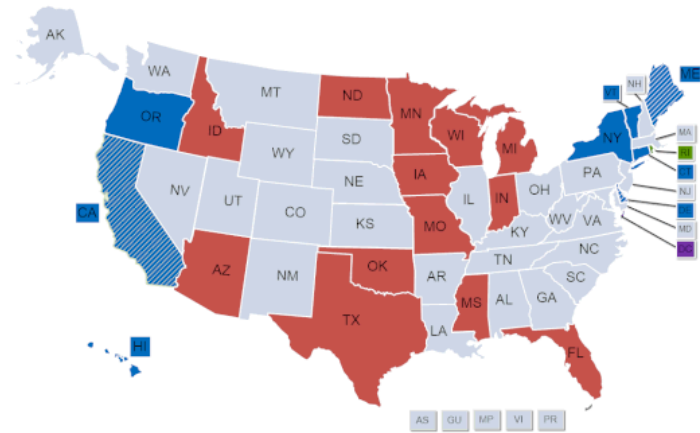 AK
WA
MT
ND
MN
ME
NH
VT
OR
ID
WY
SD
WI
MI
NY
MA
RI
CT
NJ
DE
MD
DC
NV
UT
CO
NE
KS
IA
IL
IN
OH
PA
CA
MO
KY
WV
VA
AZ
NM
OK
AR
TN
NC
SC
TX
LA
MS
AL
GA
FL
HI
AS
GU
MP
VI
PR